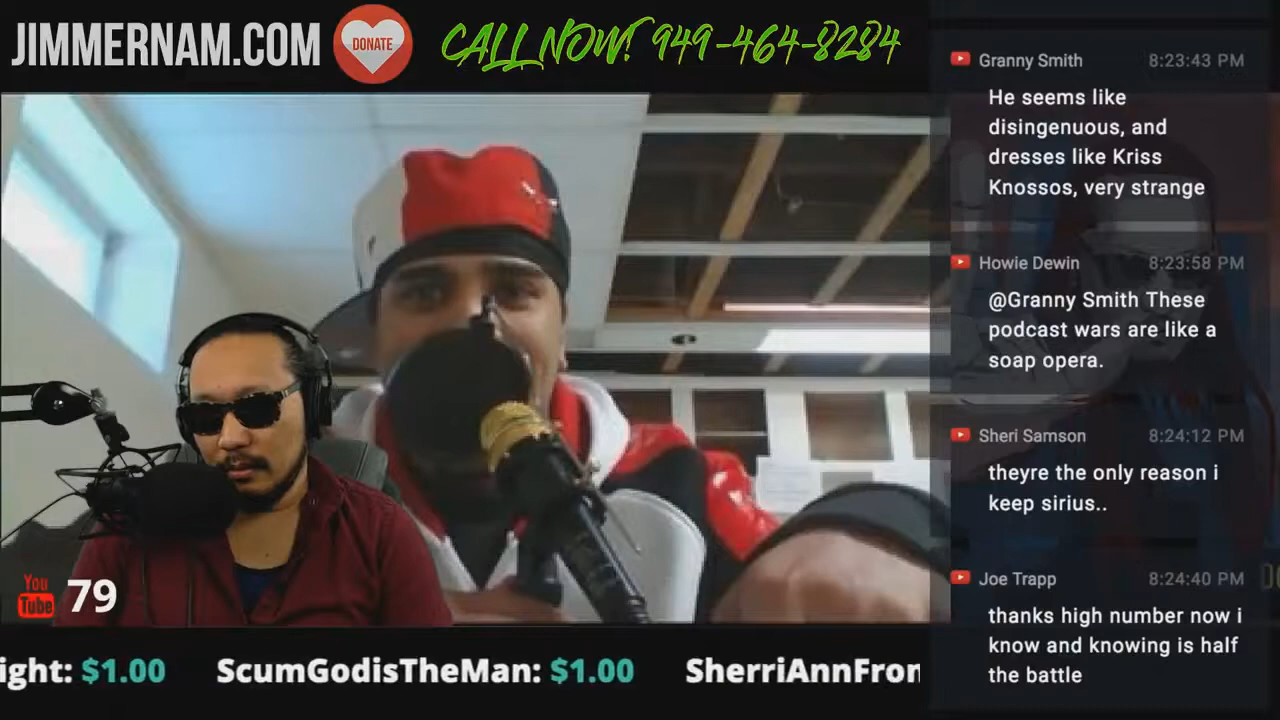 JIMMERNAM.COM
DONATE
CALL NOW! 949-464-8284
Granny Smith 8:23:43 PM
He seems like
disingenuous, and
dresses like Kriss
Knossos, very strange
Howie Dewin 8:23:58 PM
@Granny Smith These
podcast wars are like a
soap opera.
Sheri Samson 8:24:12 PM
theyre the only reason i
keep sirius..
Joe Trapp 8:24:40 PM
thanks high number now i
know and knowing is half
the battle
You
Tube 79
ight: $1.00 ScumGodisTheMan: $1.00 SherriAnnFron